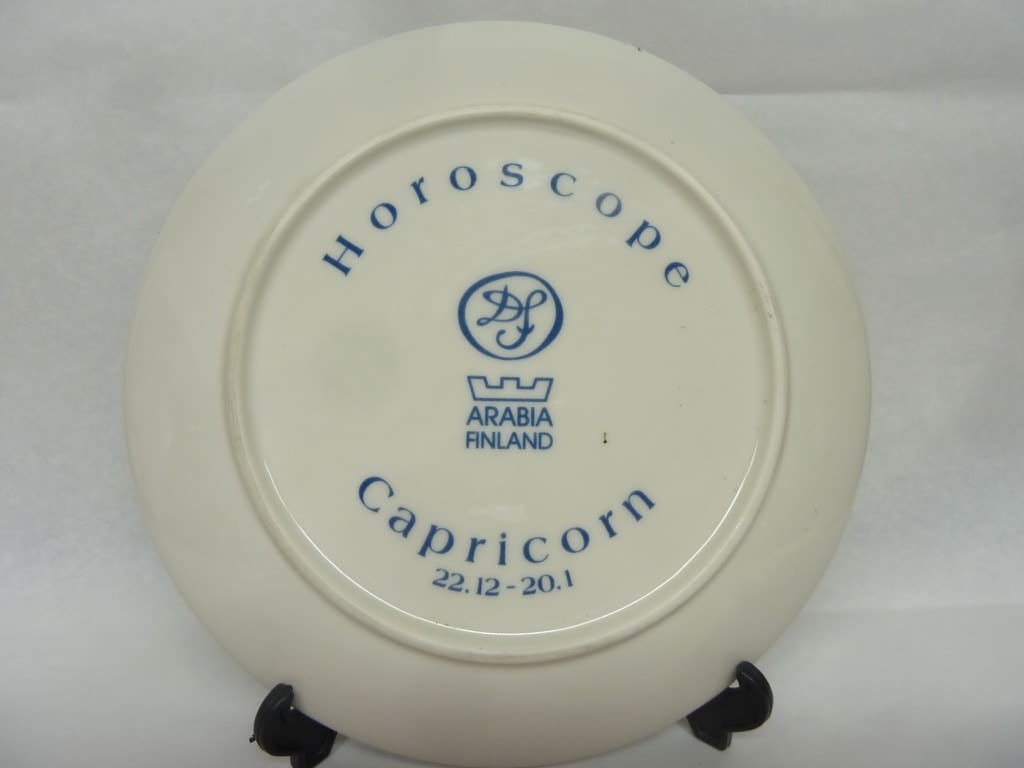 Horoscope
ARABIA
FINLAND
Capricorn
22.12-20.1